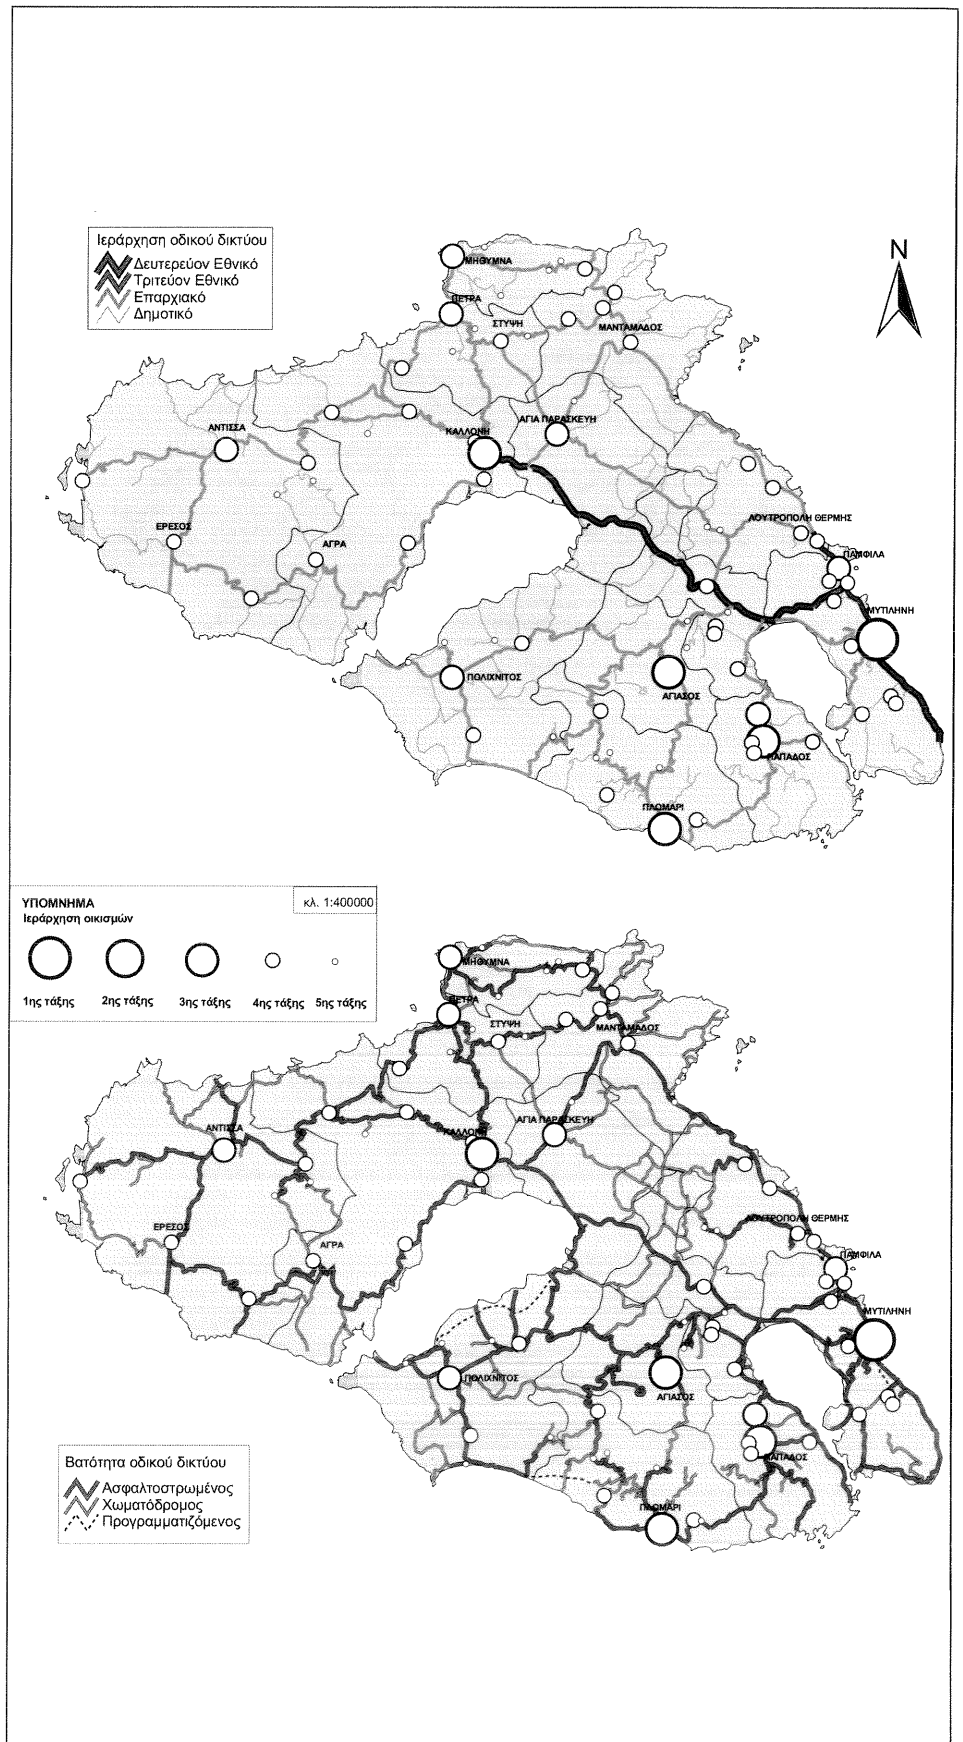 Ιεράρχηση οδικού δικτύου
Δευτερεύον Εθνικό
Τριτεύον Εθνικό
Επαρχιακό
Δημοτικό
N
ΜΗΘΥΜΝΑ
ΠΕΤΡΑ
ΣΤΥΨΗ
ΜΑΝΤΑΜΑΔΟΣ
ΑΝΤΙΣΣΑ
ΚΑΛΛΟΝΗ
ΑΓΙΑ ΠΑΡΑΣΚΕΥΗ
ΕΡΕΣΟΣ
ΑΓΡΑ
ΛΟΥΤΡΟΠΟΛΗ ΘΕΡΜΗΣ
ΠΑΜΦΙΛΑ
ΜΥΤΙΛΗΝΗ
ΠΟΛΙΧΝΙΤΟΣ
ΑΓΙΑΣΟΣ
ΠΑΠΑΔΟΣ
ΠΛΩΜΑΡΙ
ΥΠΟΜΝΗΜΑ
κλ. 1:400000
Ιεράρχηση οικισμών
1ης τάξης 2ης τάξης 3ης τάξης 4ης τάξης 5ης τάξης
ΜΗΘΥΜΝΑ
ΠΕΤΡΑ
ΣΤΥΨΗ
ΜΑΝΤΑΜΑΔΟΣ
ΑΝΤΙΣΣΑ
ΚΑΛΛΟΝΗ
ΑΓΙΑ ΠΑΡΑΣΚΕΥΗ
ΕΡΕΣΟΣ
ΑΓΡΑ
ΛΟΥΤΡΟΠΟΛΗ ΘΕΡΜΗΣ
ΠΑΜΦΙΛΑ
ΜΥΤΙΛΗΝΗ
ΠΟΛΙΧΝΙΤΟΣ
ΑΓΙΑΣΟΣ
ΠΑΠΑΔΟΣ
ΠΛΩΜΑΡΙ
Βατότητα οδικού δικτύου
Ασφαλτοστρωμένος
Χωματόδρομος
Προγραμματιζόμενος